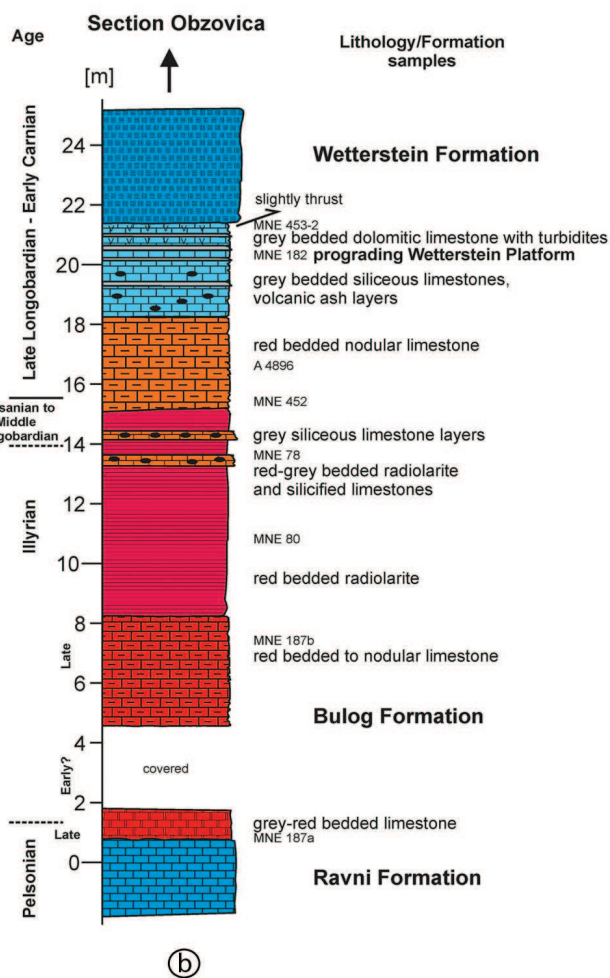 Section Obzovica
Age
Lithology/Formation
samples
[m]
24
Wetterstein Formation
22
slightly thrust
MNE 453-2
grey bedded dolomitic limestone with turbidites
MNE 182 prograding Wetterstein Platform
20
grey bedded siliceous limestones,
volcanic ash layers
Late Longobardian - Early Carnian
18
red bedded nodular limestone
A 4896
16
MNE 452
sanian to
Middle
gobardian
grey siliceous limestone layers
14
MNE 78
red-grey bedded radiolarite
and silicified limestones
12
Illyrian
MNE 80
10
red bedded radiolarite
8
MNE 187b
Late
red bedded to nodular limestone
6
Bulog Formation
4
Early?
covered
2
grey-red bedded limestone
Late
MNE 187a
0
Ravni Formation
Pelsonian
b